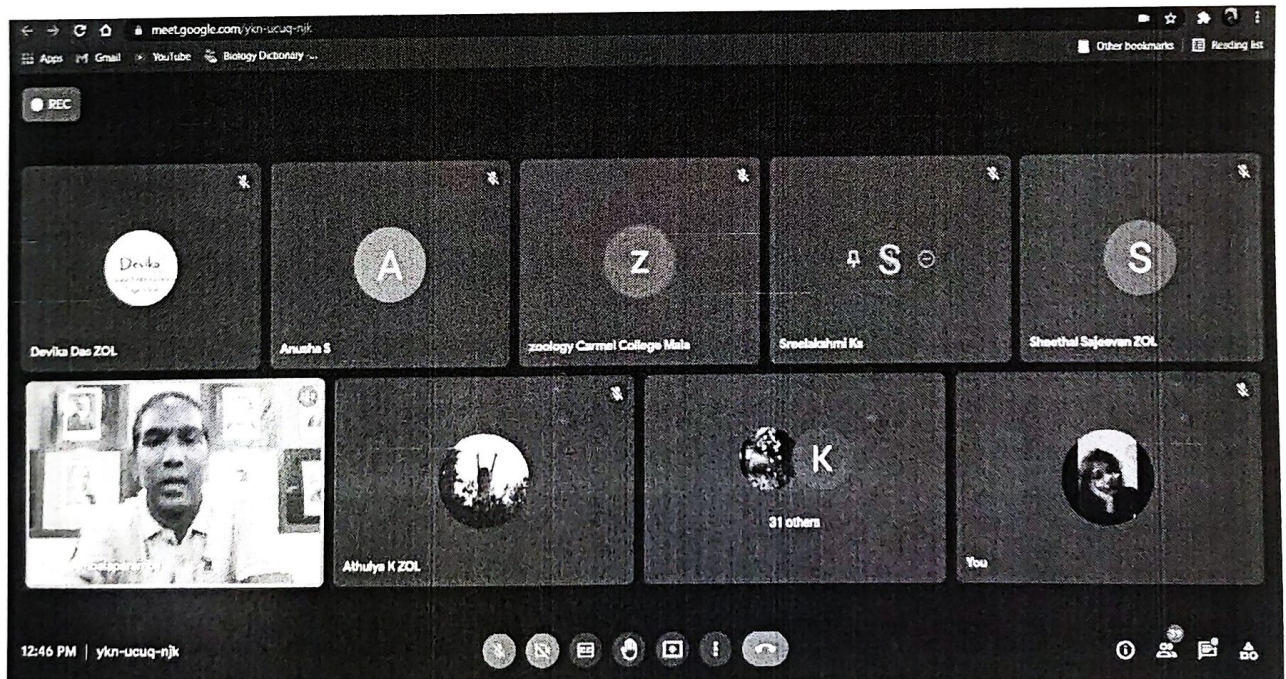 meet.google.com/ykn-ucuq-njk
Apps Gmail YouTube Biology Dictionary -...
Other bookmarks Reading list
REC
Devika
A
Z
S
S
Devika Das ZOL
Anusha S
zoology Carmel College Mala
Sreelakshmi Ks
Sheethal Sajeevan ZOL
K
31 others
Athulya K ZOL
You
12:46 PM | ykn-ucuq-njk